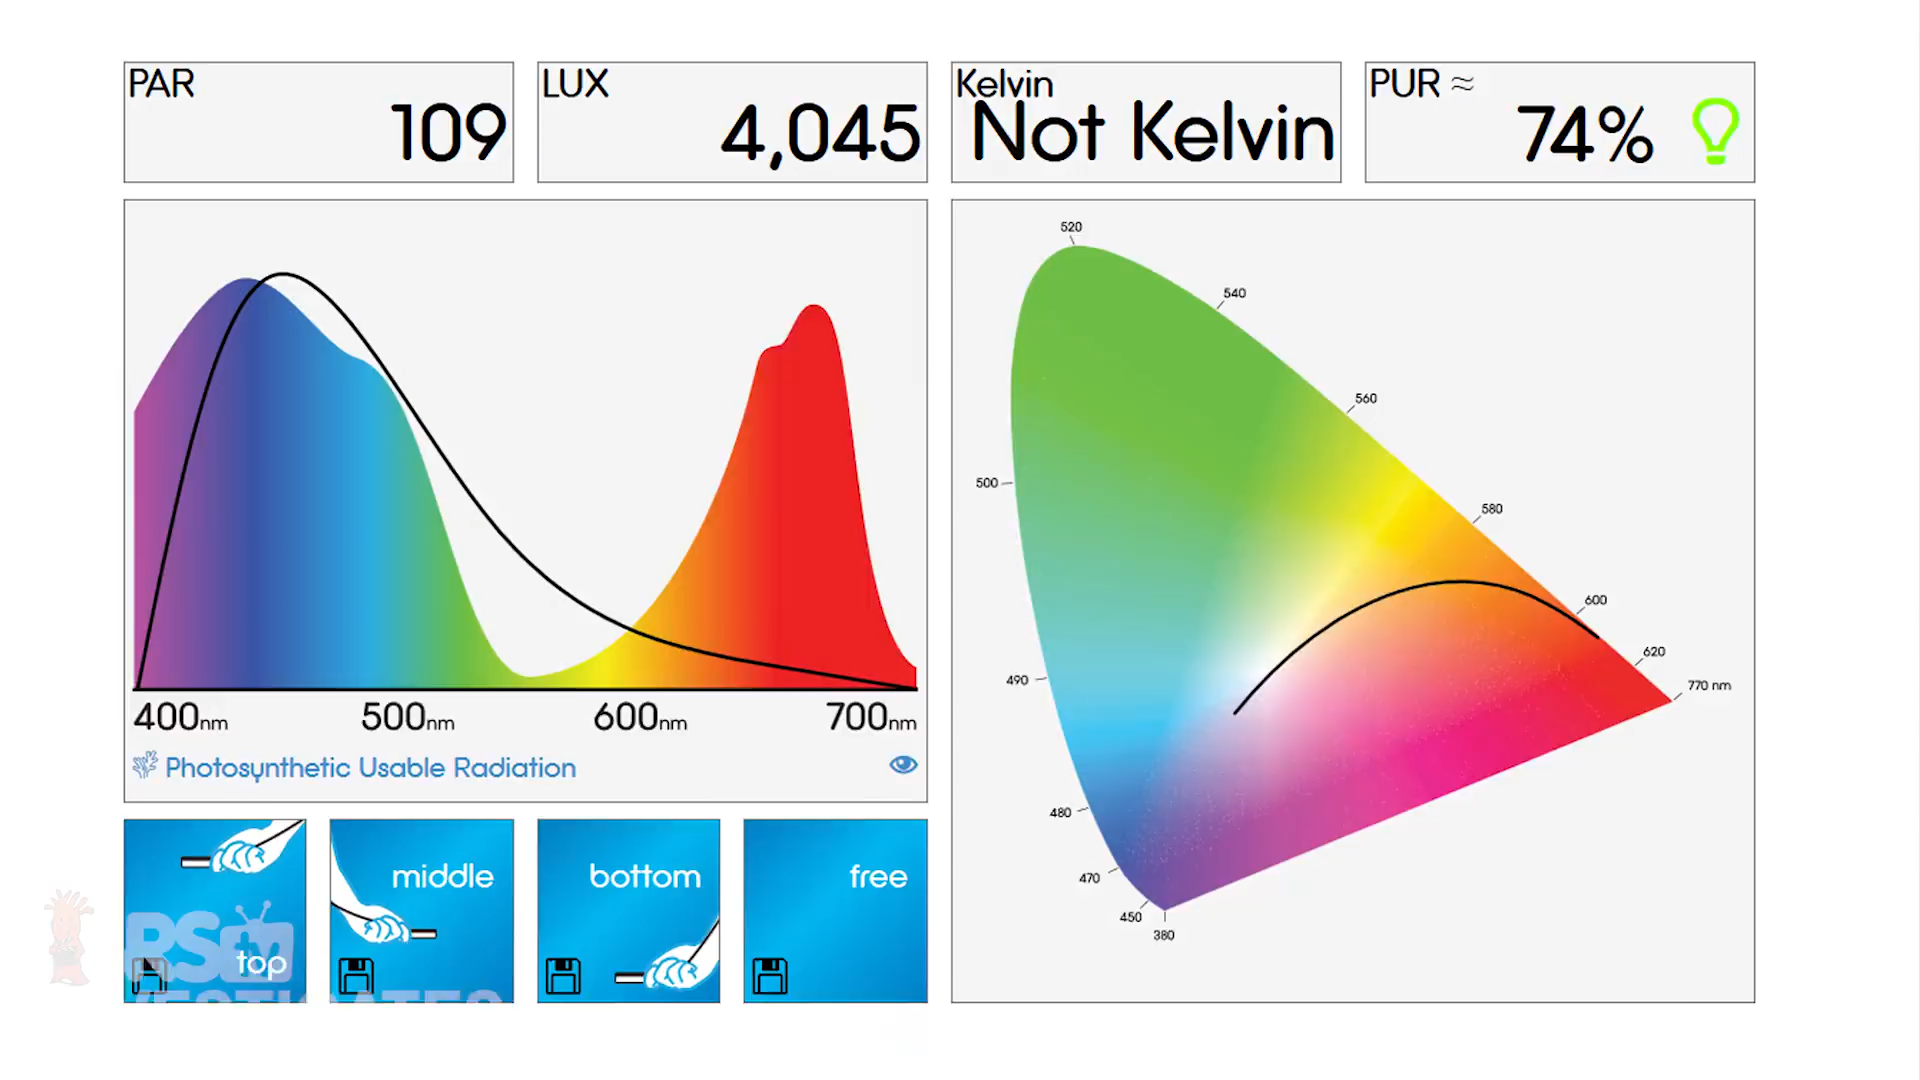 PAR
109
LUX
4,045
Kelvin
Not Kelvin
PUR ≈
74%
400nm 500nm 600nm 700nm
Photosynthetic Usable Radiation
520
540
560
500
580
600
620
490
770 nm
480
470
450
380
top
middle
bottom
free
RS